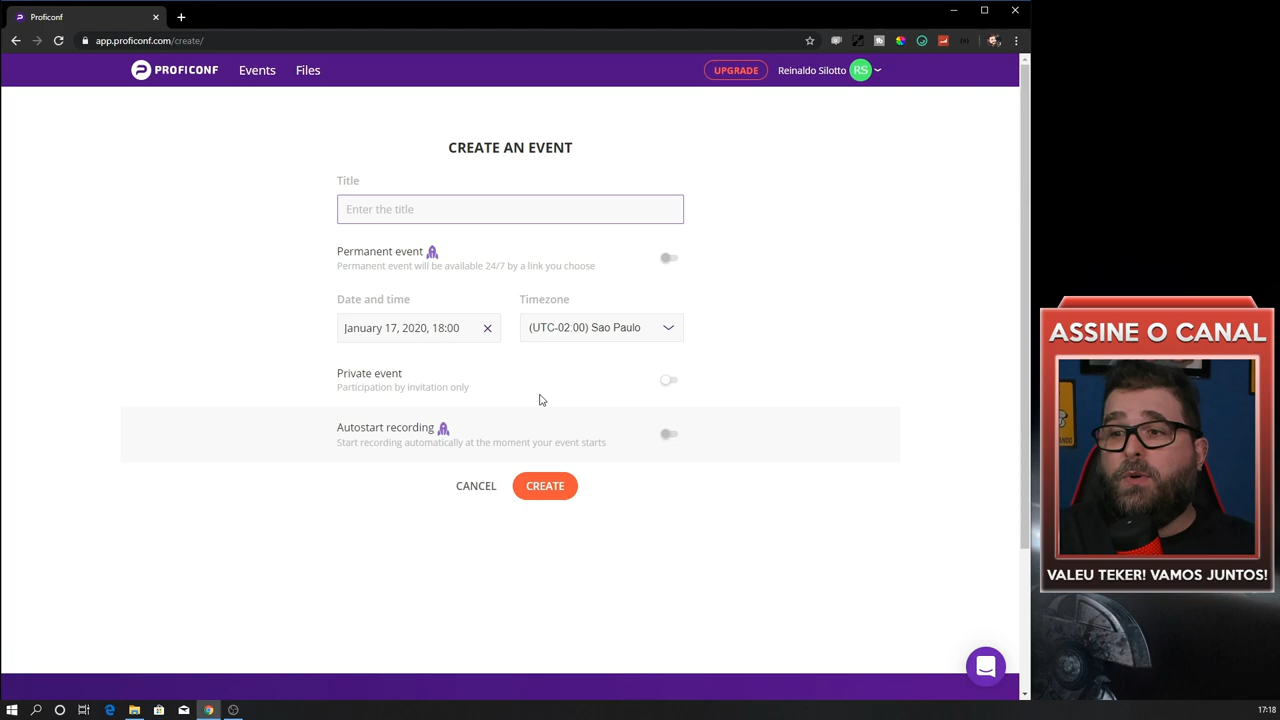 Proficonf
app.proficonf.com/create/
PROFICONF
Events
Files
UPGRADE
Reinaldo Silotto
RS
CREATE AN EVENT
Title
Enter the title
Permanent event
Permanent event will be available 24/7 by a link you choose
Date and time
Timezone
January 17, 2020, 18:00
(UTC-02:00) Sao Paulo
Private event
Participation by invitation only
Autostart recording
Start recording automatically at the moment your event starts
CANCEL
CREATE
ASSINE O CANAL
VALEU TEKER! VAMOS JUNTOS!
17:18